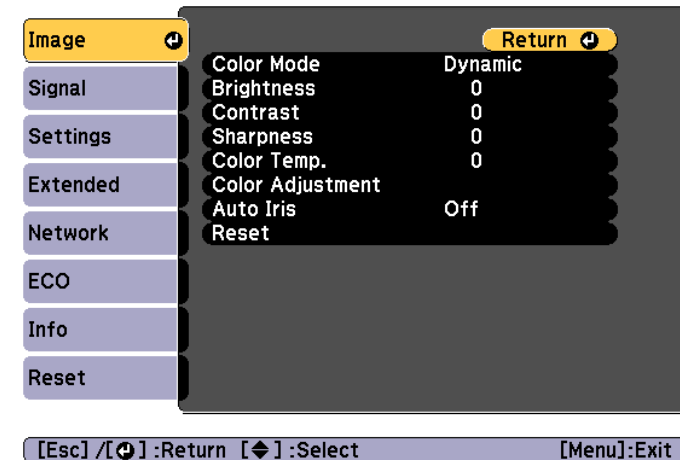 Image
Signal
Settings
Extended
Network
ECO
Info
Reset
Return
Color Mode Dynamic
Brightness 0
Contrast 0
Sharpness 0
Color Temp. 0
Color Adjustment
Auto Iris Off
Reset
[Esc] /[⏎] :Return [◆] :Select [Menu]:Exit